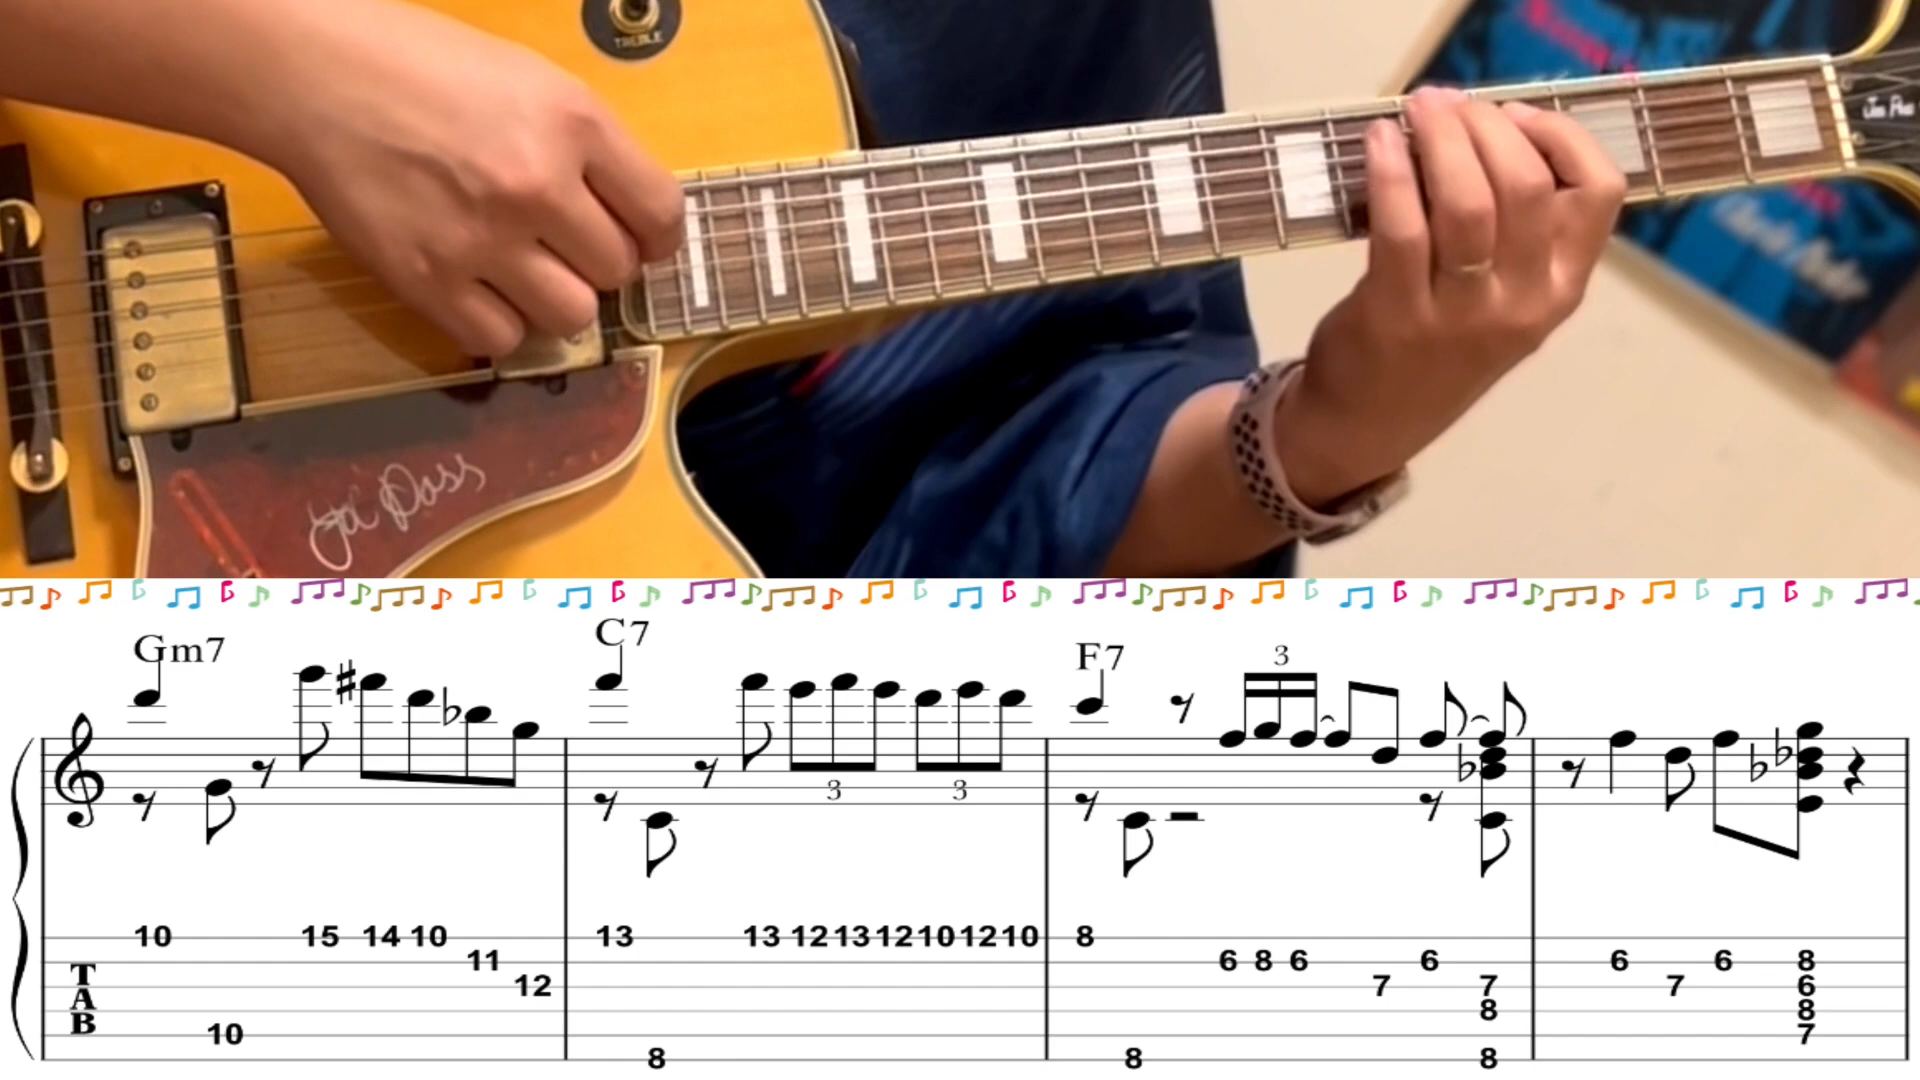 TREBLE
Joe Pass
Gm7 C7 F7
3
3 3
10 15 14 10 13 13 12 13 12 10 12 10 8
11 6 8 6 6 6 6 8
12 7 7 7 6
8 8
10 7
8 8 8
T
A
B